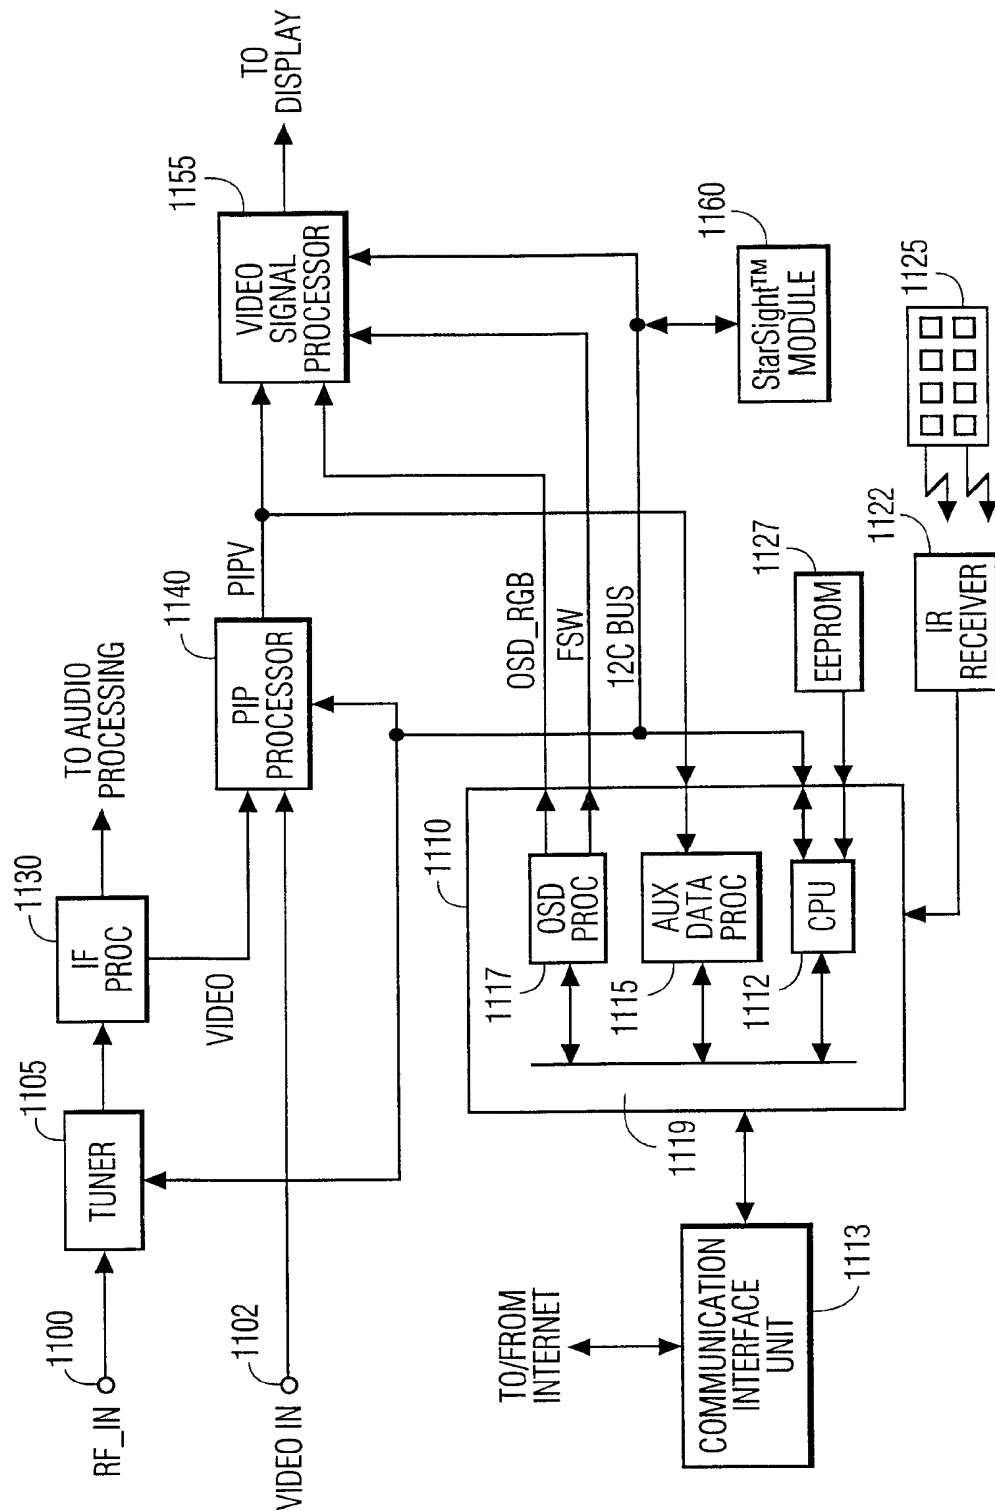 RF_IN
1100
VIDEO IN
1102
1105
TUNER
1130
IF
PROC
TO AUDIO
PROCESSING
VIDEO
1140
PIP
PROCESSOR
PIPV
1155
VIDEO
SIGNAL
PROCESSOR
TO
DISPLAY
OSD_RGB
FSW
12C BUS
1110
1117
OSD
PROC
1115
AUX
DATA
PROC
1112
CPU
1119
TO/FROM
INTERNET
COMMUNICATION
INTERFACE
UNIT
1113
1160
StarSight™
MODULE
1127
EEPROM
1122
IR
RECEIVER
1125